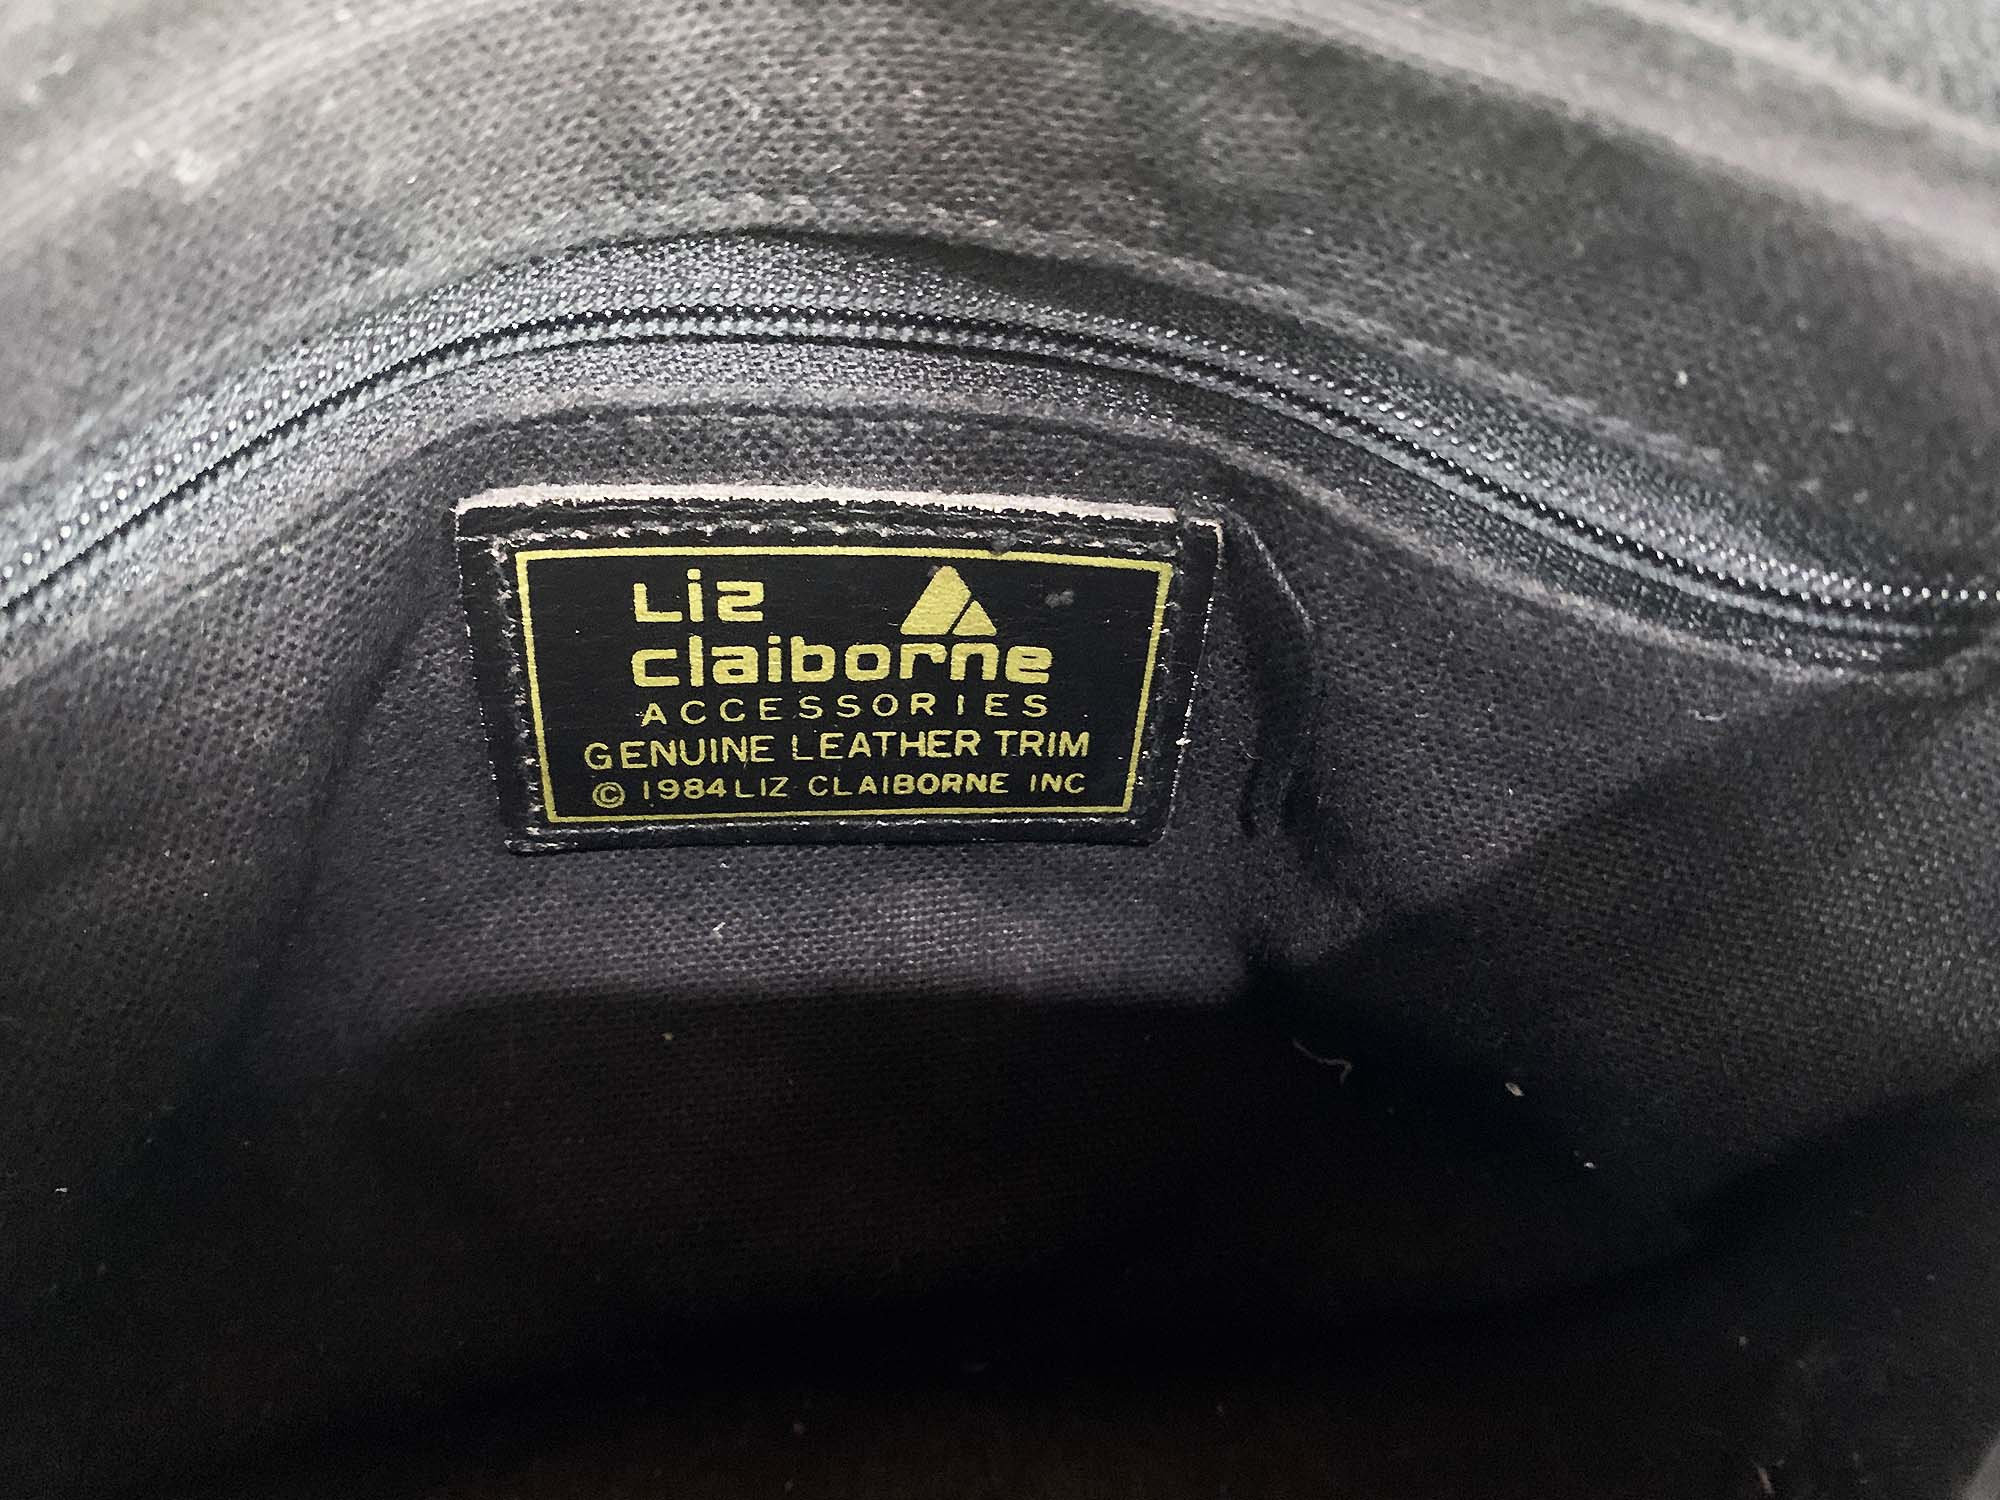 Liz
claiborne
ACCESSORIES
GENUINE LEATHER TRIM
© 1984 LIZ CLAIBORNE INC